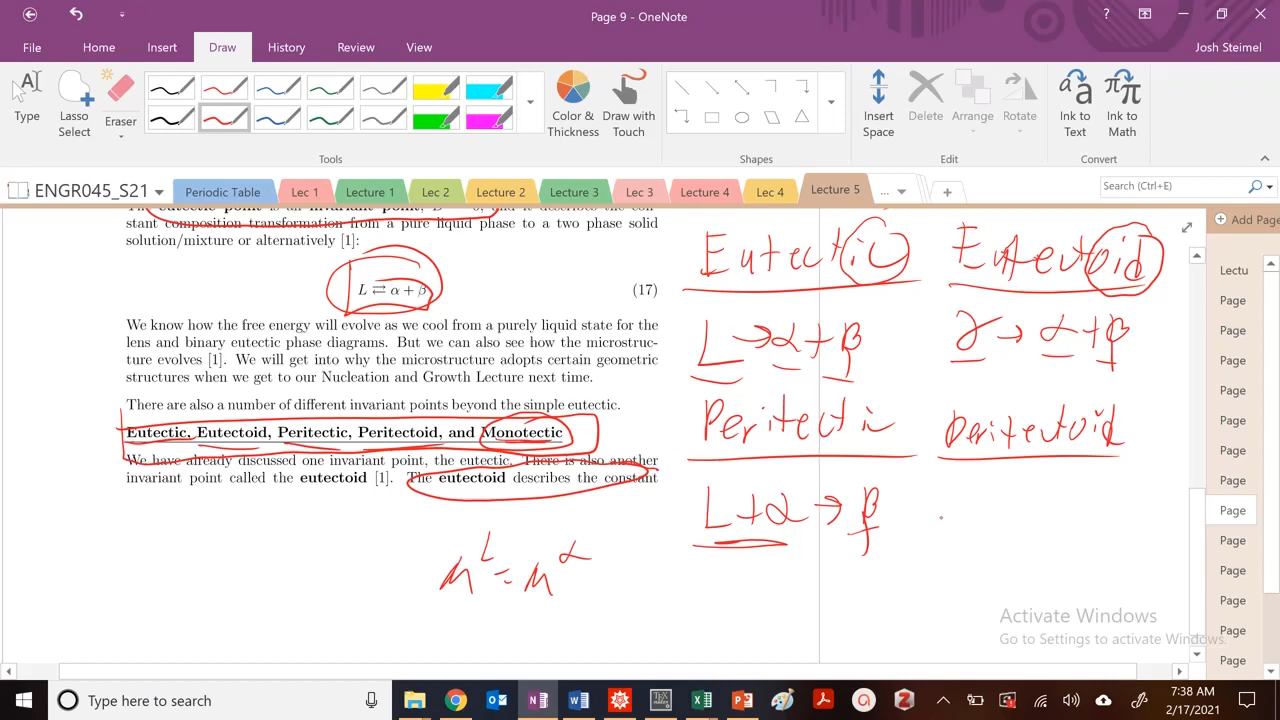 Page 9 - OneNote
Josh Steimel
File Home Insert Draw History Review View
Type
Lasso Select
Eraser
Color & Thickness
Draw with Touch
Insert Space
Delete
Arrange
Rotate
Ink to Text
Ink to Math
Tools
Shapes
Edit
Convert
ENGR045_S21
Periodic Table
Lec 1
Lecture 1
Lec 2
Lecture 2
Lecture 3
Lec 3
Lecture 4
Lec 4
Lecture 5
...
Search (Ctrl+E)
Add Page
stant composition transformation from a pure liquid phase to a two phase solid
solution/mixture or alternatively [1]:
L ⇄ α + β (17)
We know how the free energy will evolve as we cool from a purely liquid state for the
lens and binary eutectic phase diagrams. But we can also see how the microstruc-
ture evolves [1]. We will get into why the microstructure adopts certain geometric
structures when we get to our Nucleation and Growth Lecture next time.
There are also a number of different invariant points beyond the simple eutectic.
Eutectic, Eutectoid, Peritectic, Peritectoid, and Monotectic
We have already discussed one invariant point, the eutectic. There is also another
invariant point called the eutectoid [1]. The eutectoid describes the constant
μ^L = μ^α
Eutectic
L → α + β
Peritectic
L + α → β
Eutectoid
γ → α + β
Peritectoid
Lectu
Page
Page
Page
Page
Page
Page
Page
Page
Page
Page
Page
Page
Page
Activate Windows
Go to Settings to activate Windows.
Type here to search
7:38 AM
2/17/2021